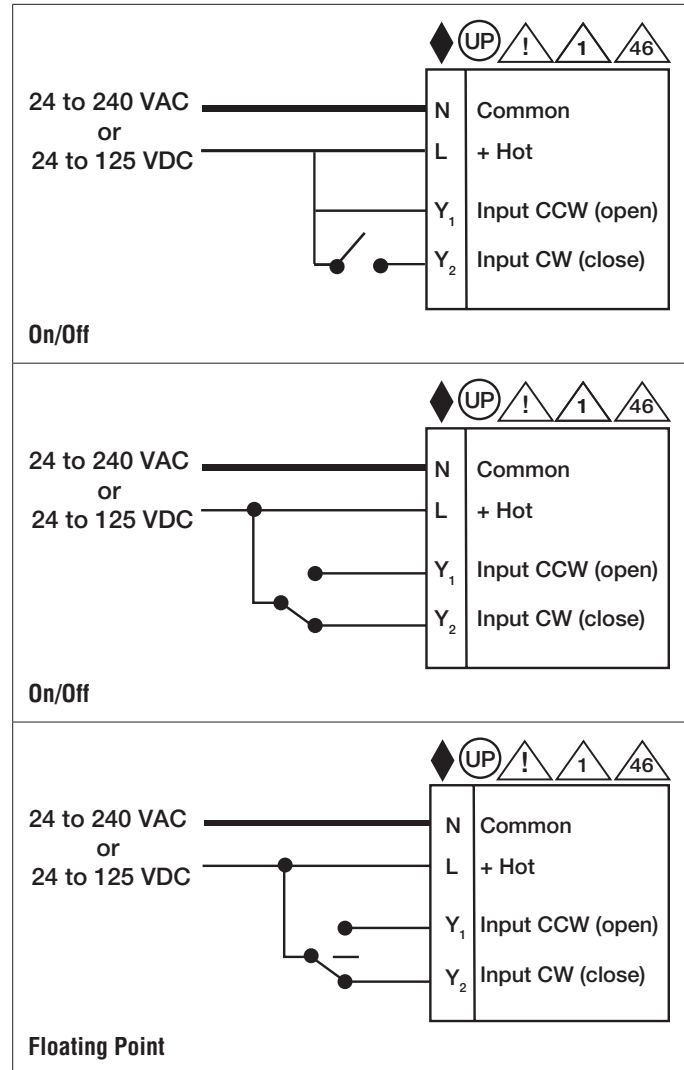 UP ! 1 46
24 to 240 VAC
or
24 to 125 VDC
N Common
L + Hot
Y₁ Input CCW (open)
Y₂ Input CW (close)
On/Off
UP ! 1 46
24 to 240 VAC
or
24 to 125 VDC
N Common
L + Hot
Y₁ Input CCW (open)
Y₂ Input CW (close)
On/Off
UP ! 1 46
24 to 240 VAC
or
24 to 125 VDC
N Common
L + Hot
Y₁ Input CCW (open)
Y₂ Input CW (close)
Floating Point